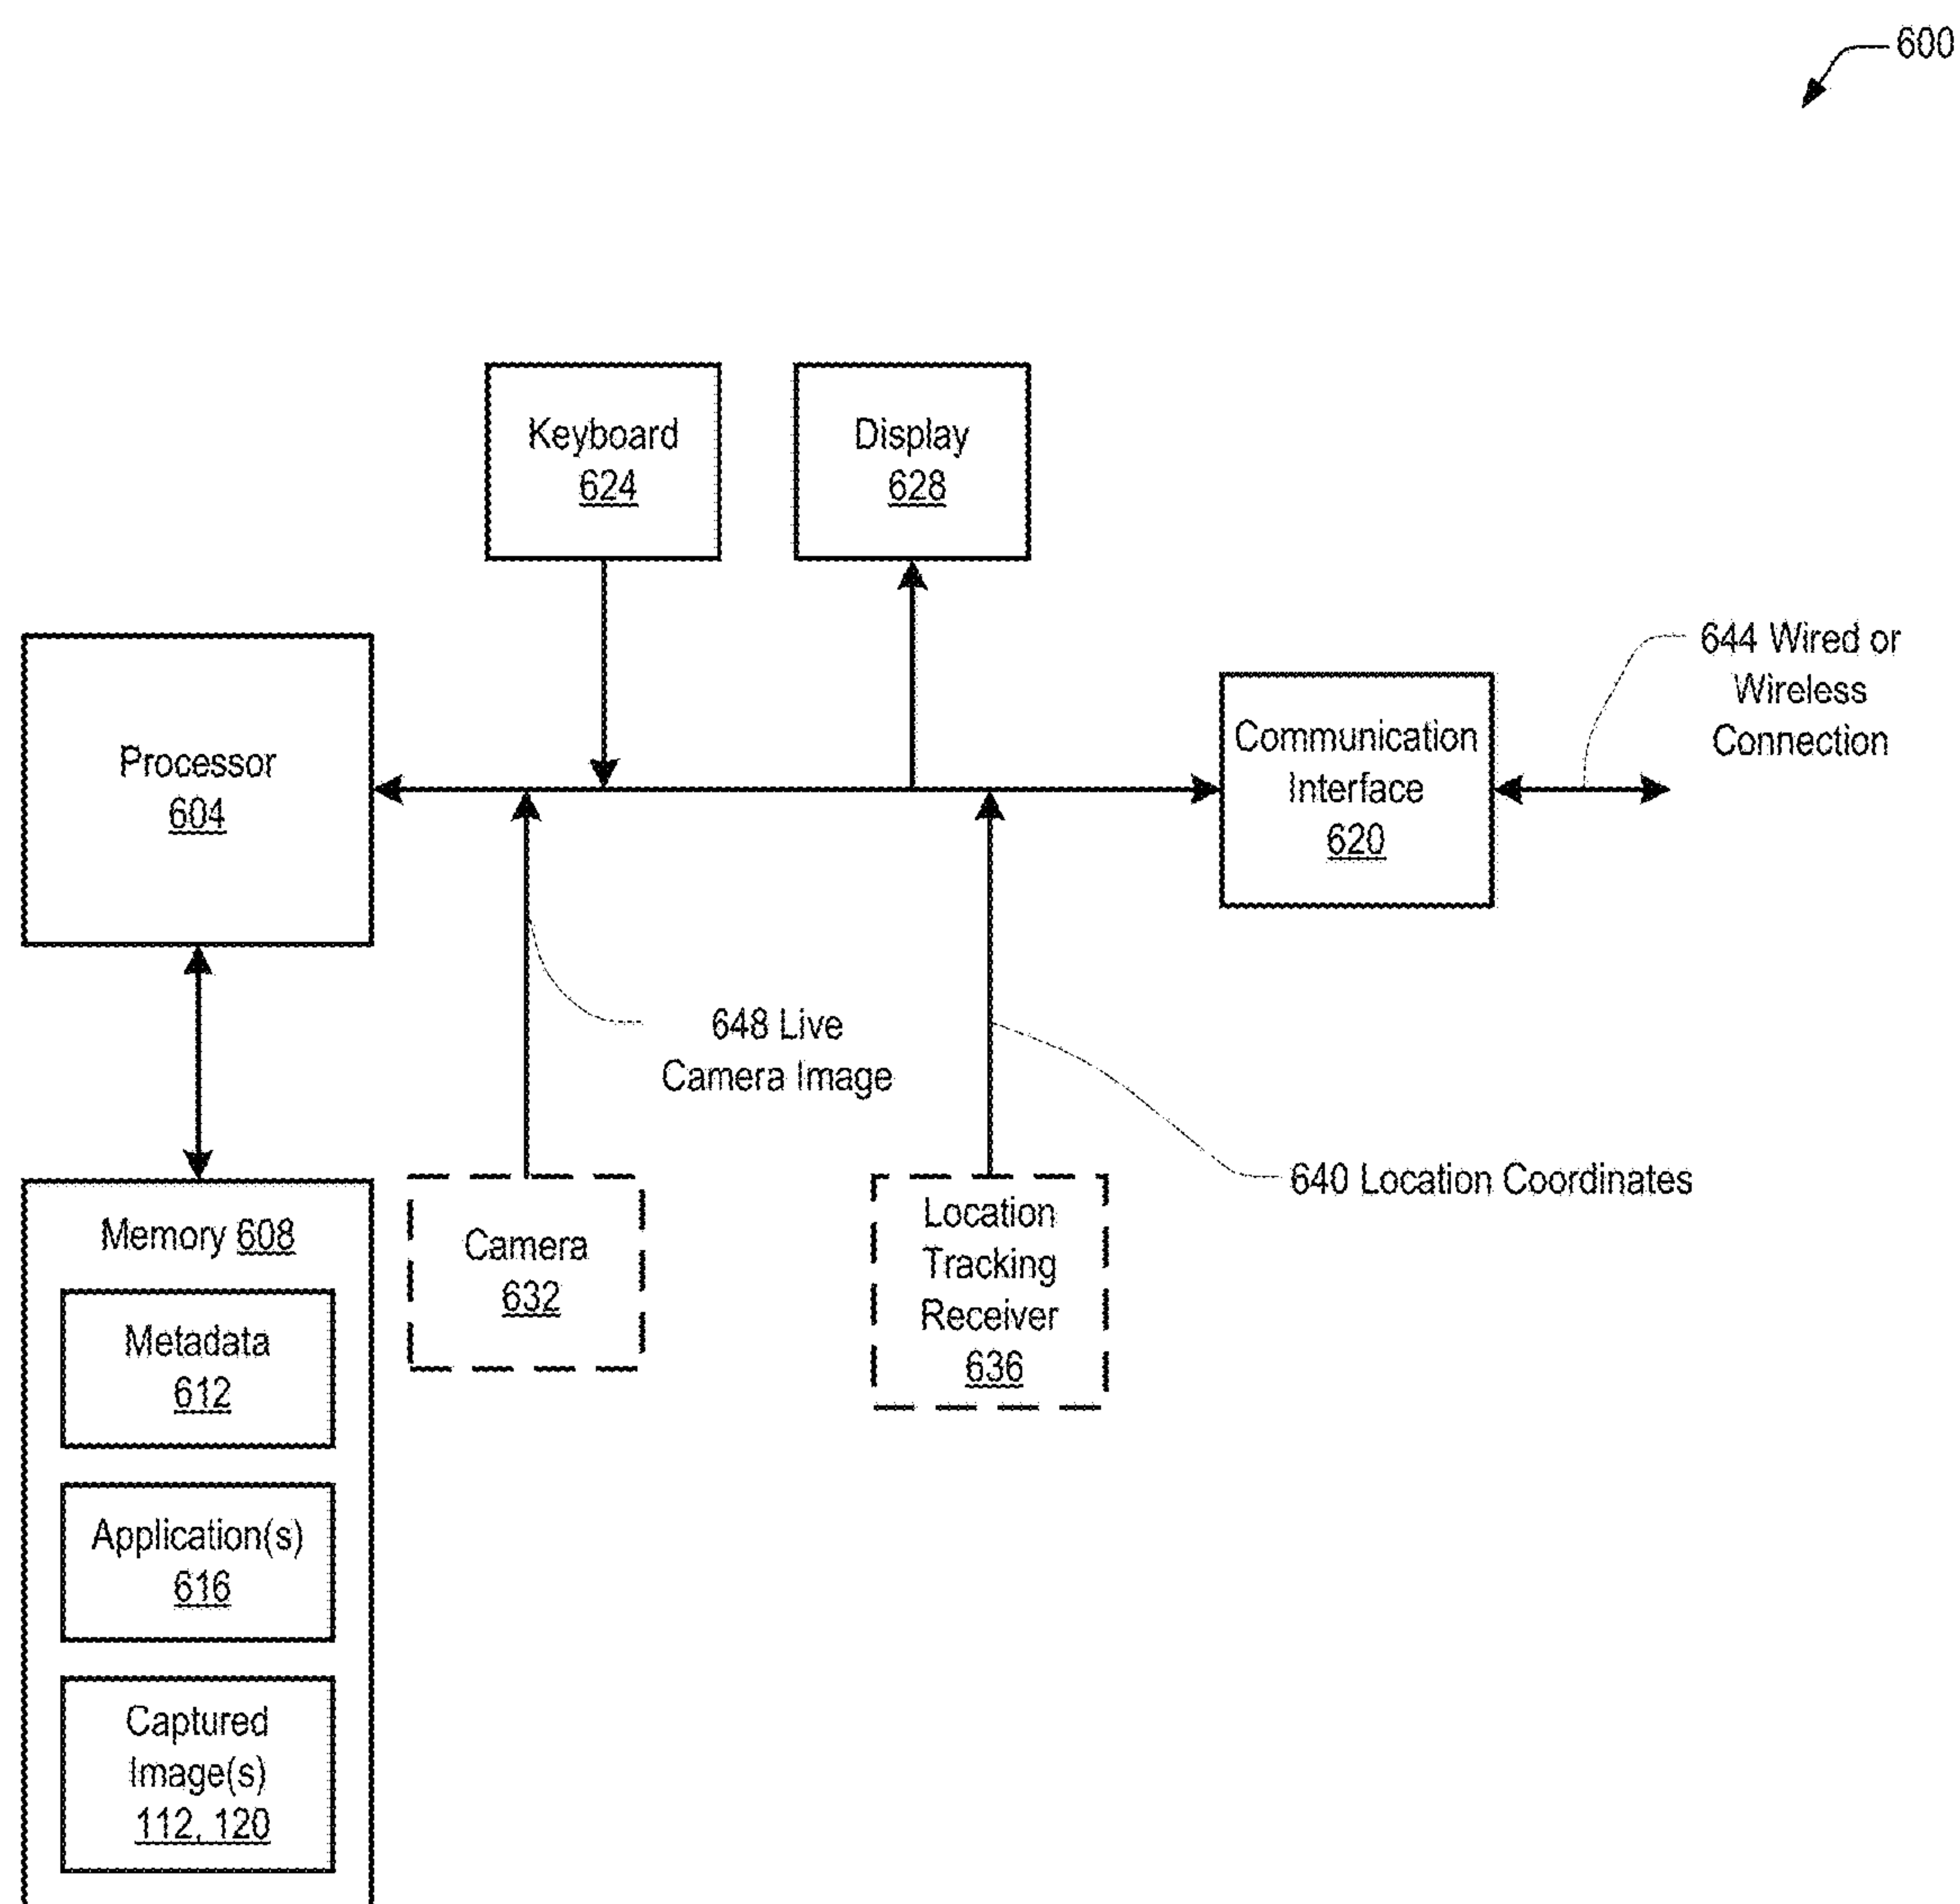 600
Keyboard
624
Display
628
644 Wired or
Wireless
Connection
Processor
604
Communication
Interface
620
648 Live
Camera Image
640 Location Coordinates
Memory 608
Camera
632
Location
Tracking
Receiver
636
Metadata
612
Application(s)
616
Captured
Image(s)
112, 120